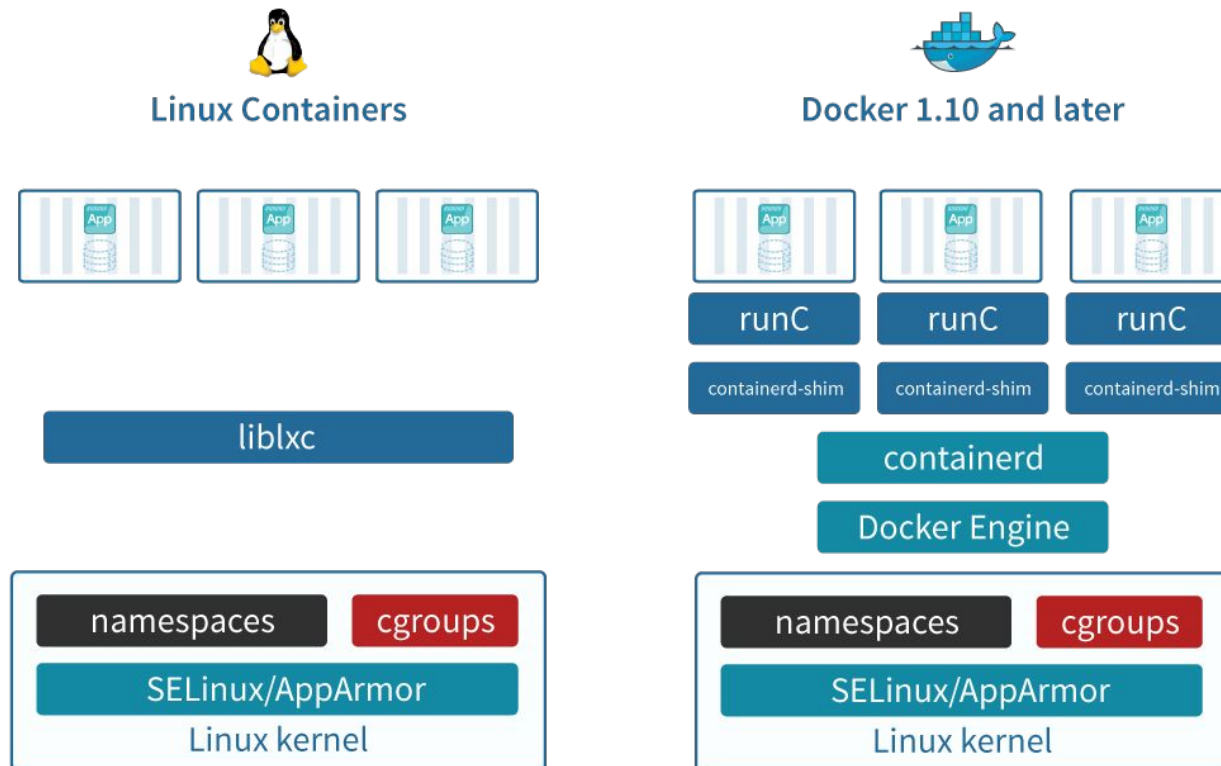 Linux Containers
App
App
App
liblxc
namespaces
cgroups
SELinux/AppArmor
Linux kernel
Docker 1.10 and later
App
App
App
runC
runC
runC
containerd-shim
containerd-shim
containerd-shim
containerd
Docker Engine
namespaces
cgroups
SELinux/AppArmor
Linux kernel